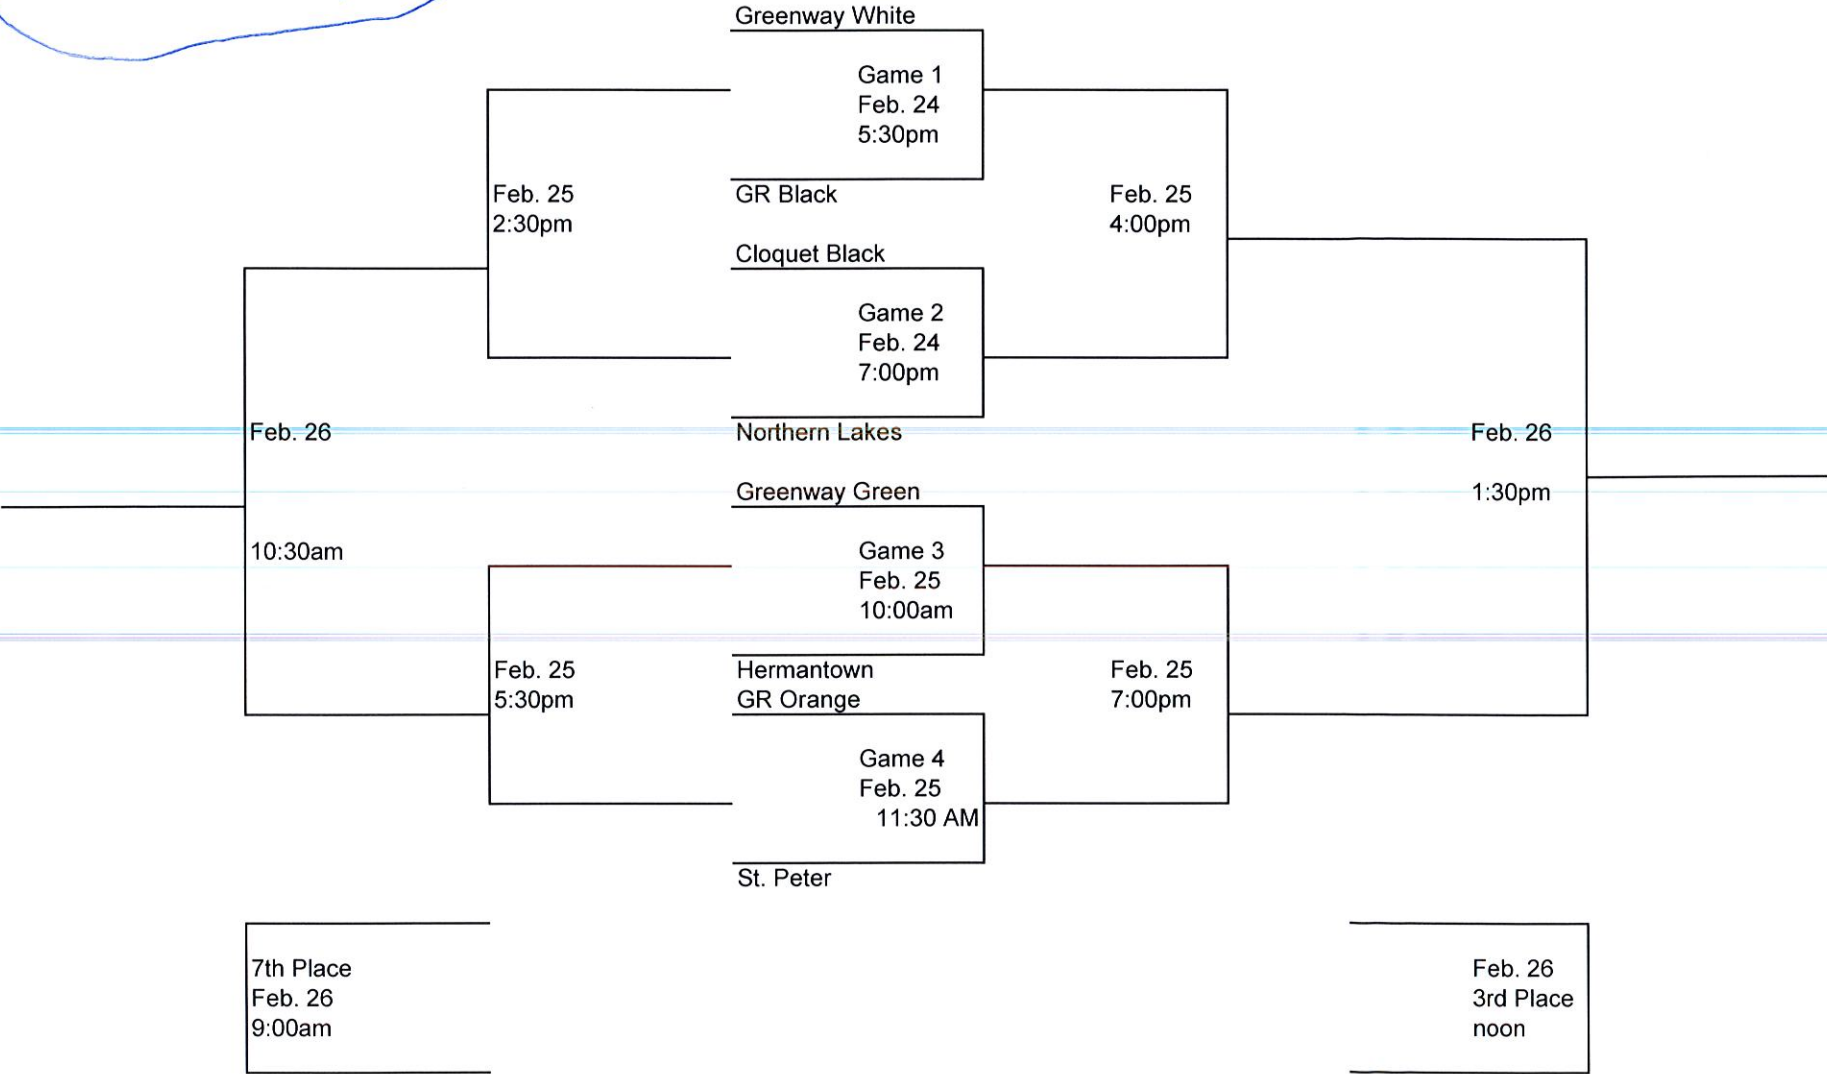 Greenway White
Game 1
Feb. 24
5:30pm
Feb. 25
2:30pm
GR Black
Feb. 25
4:00pm
Cloquet Black
Game 2
Feb. 24
7:00pm
Feb. 26
Northern Lakes
Feb. 26
Greenway Green
1:30pm
10:30am
Game 3
Feb. 25
10:00am
Feb. 25
5:30pm
Hermantown
GR Orange
Feb. 25
7:00pm
Game 4
Feb. 25
11:30 AM
St. Peter
7th Place
Feb. 26
9:00am
Feb. 26
3rd Place
noon